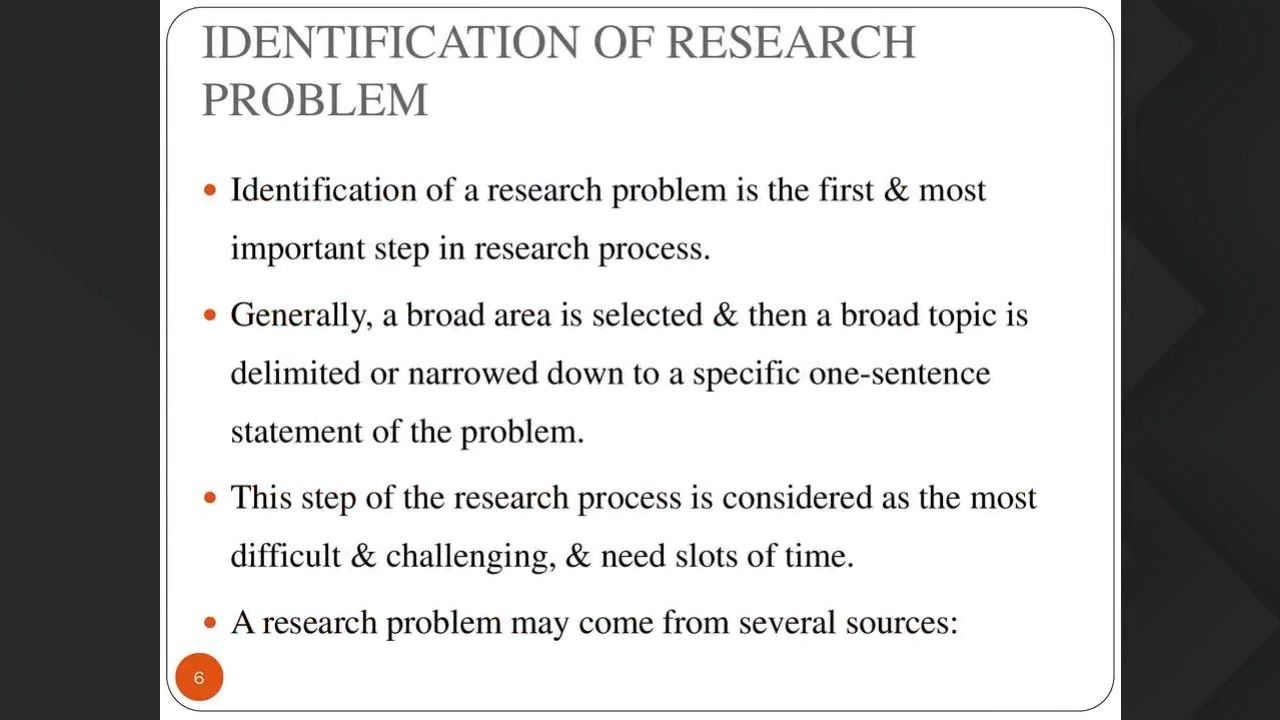 IDENTIFICATION OF RESEARCH
PROBLEM
• Identification of a research problem is the first & most
important step in research process.
• Generally, a broad area is selected & then a broad topic is
delimited or narrowed down to a specific one-sentence
statement of the problem.
• This step of the research process is considered as the most
difficult & challenging, & need slots of time.
• A research problem may come from several sources:
6